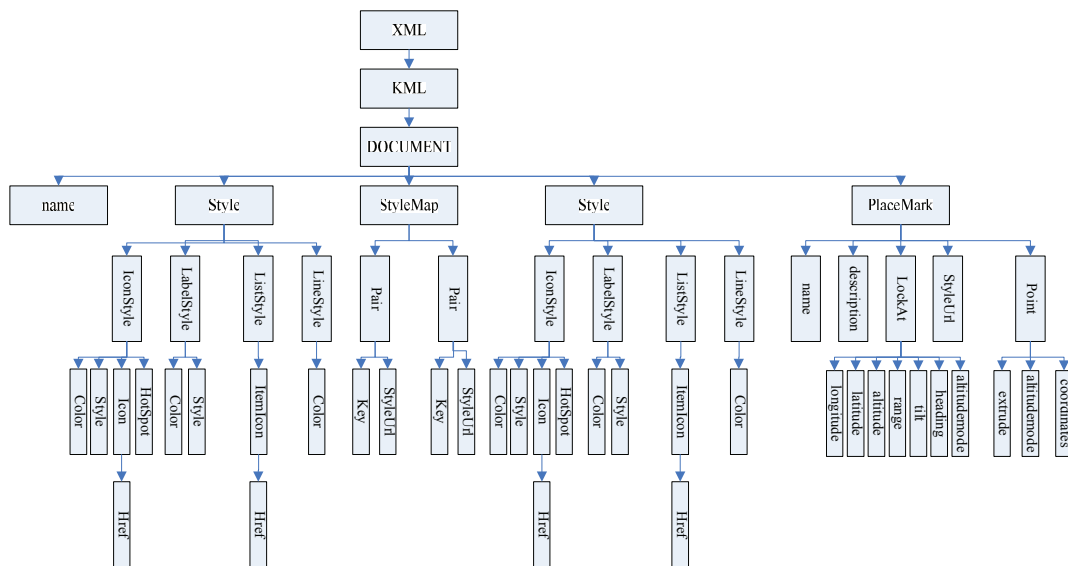 XML
KML
DOCUMENT
name
Style
StyleMap
Style
PlaceMark
IconStyle
LabelStyle
ListStyle
LineStyle
Pair
Pair
IconStyle
LabelStyle
ListStyle
LineStyle
name
description
LockAt
StyleUrl
Point
Color
Style
Icon
HotSpot
Color
Style
ItemIcon
Color
Key
StyleUrl
Key
StyleUrl
Color
Style
Icon
HotSpot
Color
Style
ItemIcon
Color
longitude
latitude
altitude
range
tilt
heading
altitudemode
extrude
altitudemode
coordinates
Href
Href
Href
Href